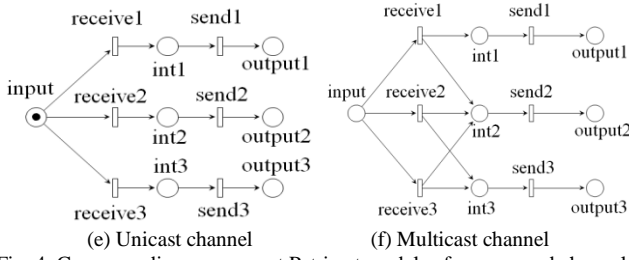 receive1 send1
int1 output1
input
receive2 send2
int2 output2
int3 output3
receive3 send3
(e) Unicast channel
receive1 send1
int1 output1
input receive2 send2
int2 output2
send3
receive3 int3 output3
(f) Multicast channel